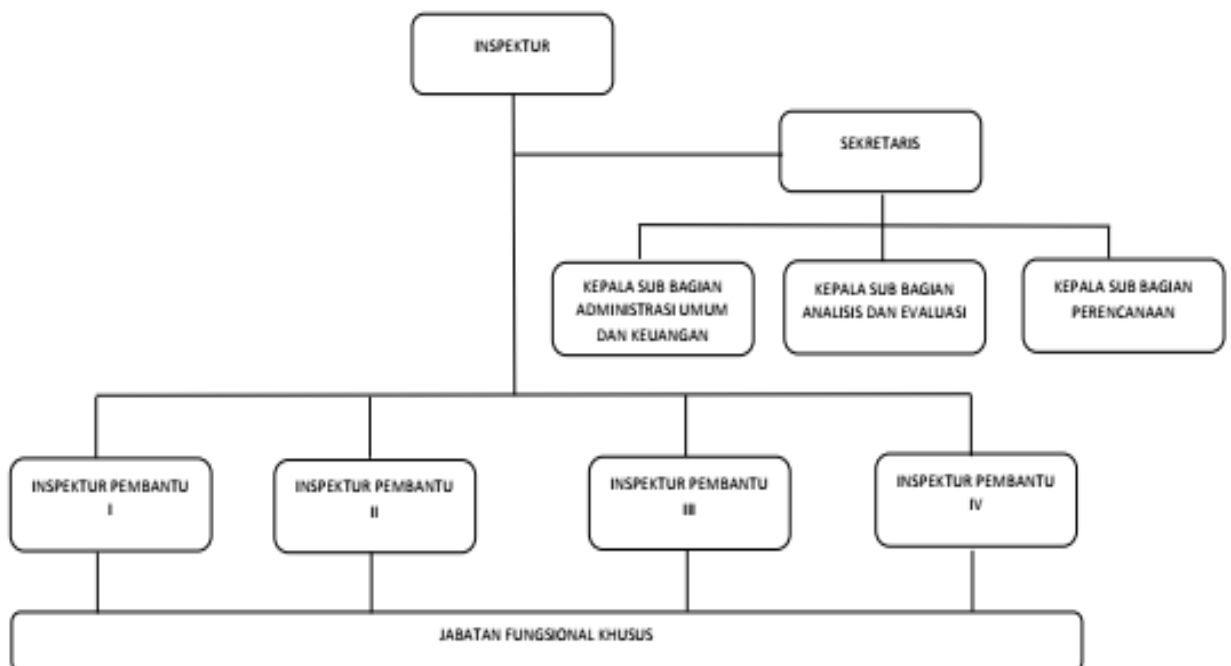 INSPEKTUR
SEKRETARIS
KEPALA SUB BAGIAN
ADMINISTRASI UMUM
DAN KEUANGAN
KEPALA SUB BAGIAN
ANALISIS DAN EVALUASI
KEPALA SUB BAGIAN
PERENCANAAN
INSPEKTUR PEMBANTU
I
INSPEKTUR PEMBANTU
II
INSPEKTUR PEMBANTU
III
INSPEKTUR PEMBANTU
IV
JABATAN FUNGSIONAL KHUSUS